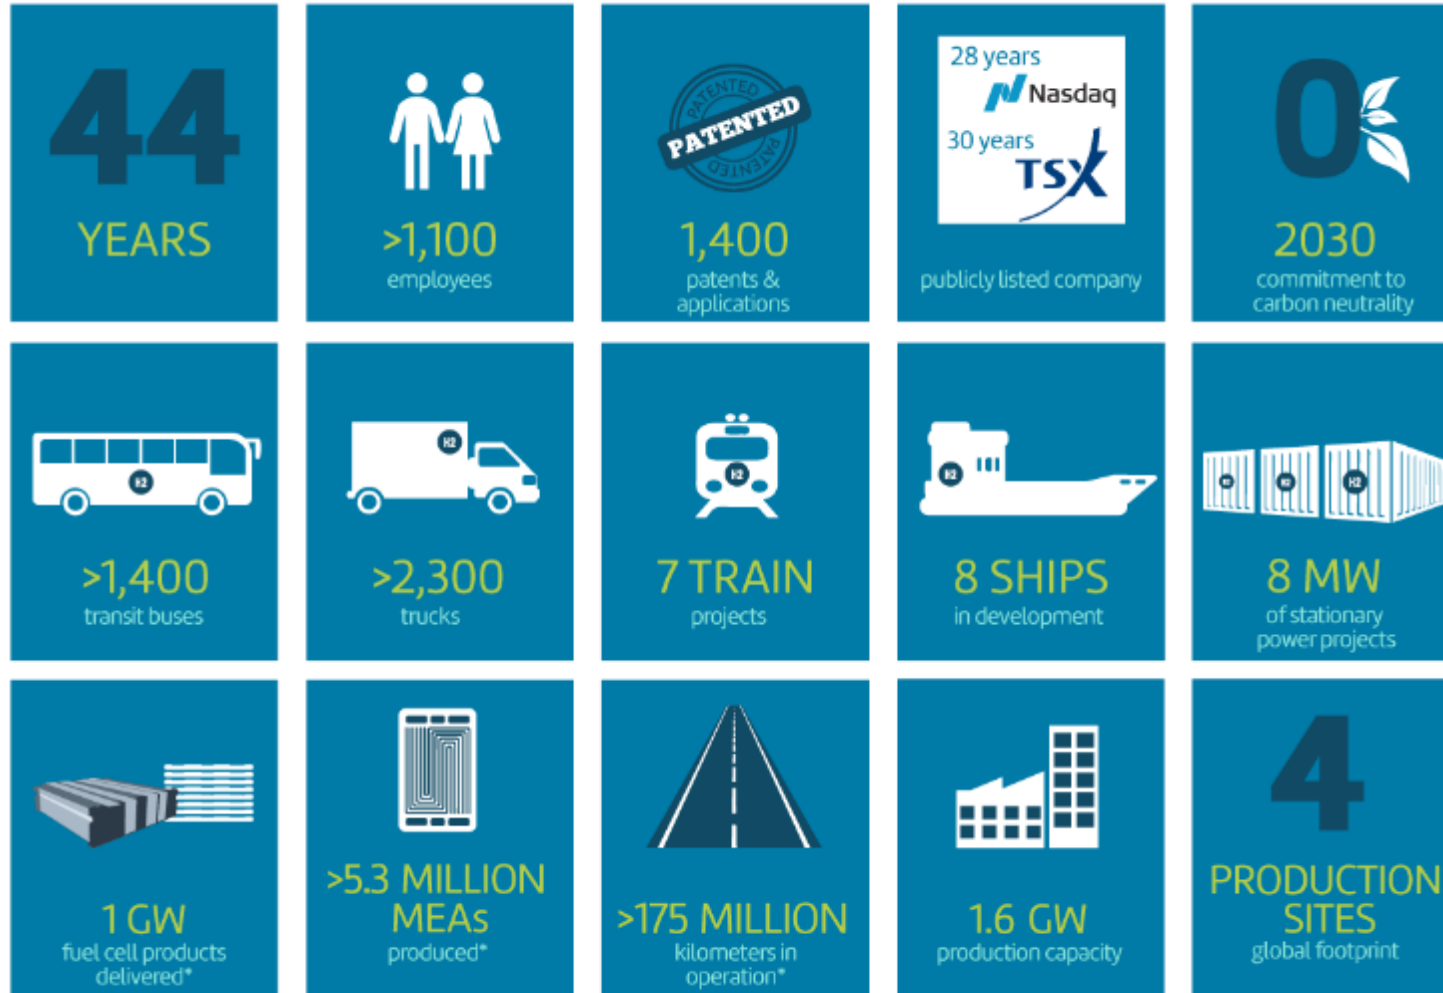 44
YEARS
>1,100
employees
PATENTED
PATENTED
PATENTED
1,400
patents &
applications
28 years
Nasdaq
30 years
TSX
publicly listed company
0
2030
commitment to
carbon neutrality
H2
>1,400
transit buses
H2
>2,300
trucks
H2
7 TRAIN
projects
H2
8 SHIPS
in development
H2
H2
H2
8 MW
of stationary
power projects
1 GW
fuel cell products
delivered*
>5.3 MILLION
MEAs
produced*
>175 MILLION
kilometers in
operation*
1.6 GW
production capacity
4
PRODUCTION
SITES
global footprint